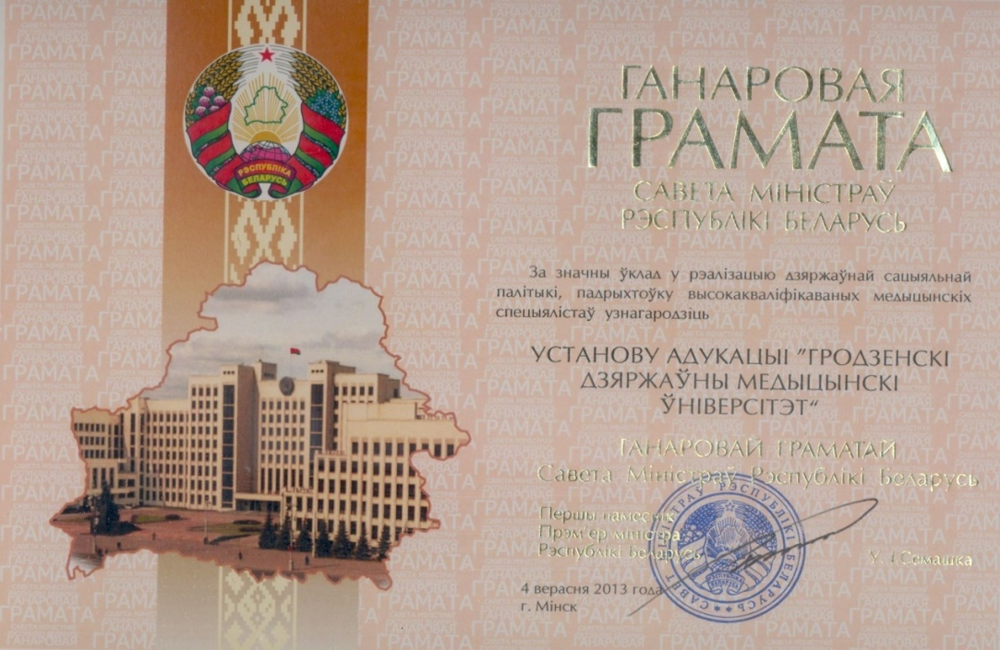 РЭСПУБЛІКА
БЕЛАРУСЬ
ГАНАРОВАЯ
ГРАМАТА
САВЕТА МІНІСТРАЎ
РЭСПУБЛІКІ БЕЛАРУСЬ
За значны ўклад у рэалізацыю дзяржаўнай сацыяльнай
палітыкі, падрыхтоўку высокакваліфікаваных медыцынскіх
спецыялістаў узнагародзіць
УСТАНОВУ АДУКАЦЫІ "ГРОДЗЕНСКІ
ДЗЯРЖАЎНЫ МЕДЫЦЫНСКІ
ЎНІВЕРСІТЭТ“
ГАНАРОВАЙ ГРАМАТАЙ
Савета Міністраў Рэспублікі Беларусь
Першы намеснік
Прэм'ер-міністра
Рэспублікі Беларусь
Сямашка
4 верасня 2013 года
г. Мінск
САВЕТ МІНІСТРАЎ РЭСПУБЛІКІ БЕЛАРУСЬ